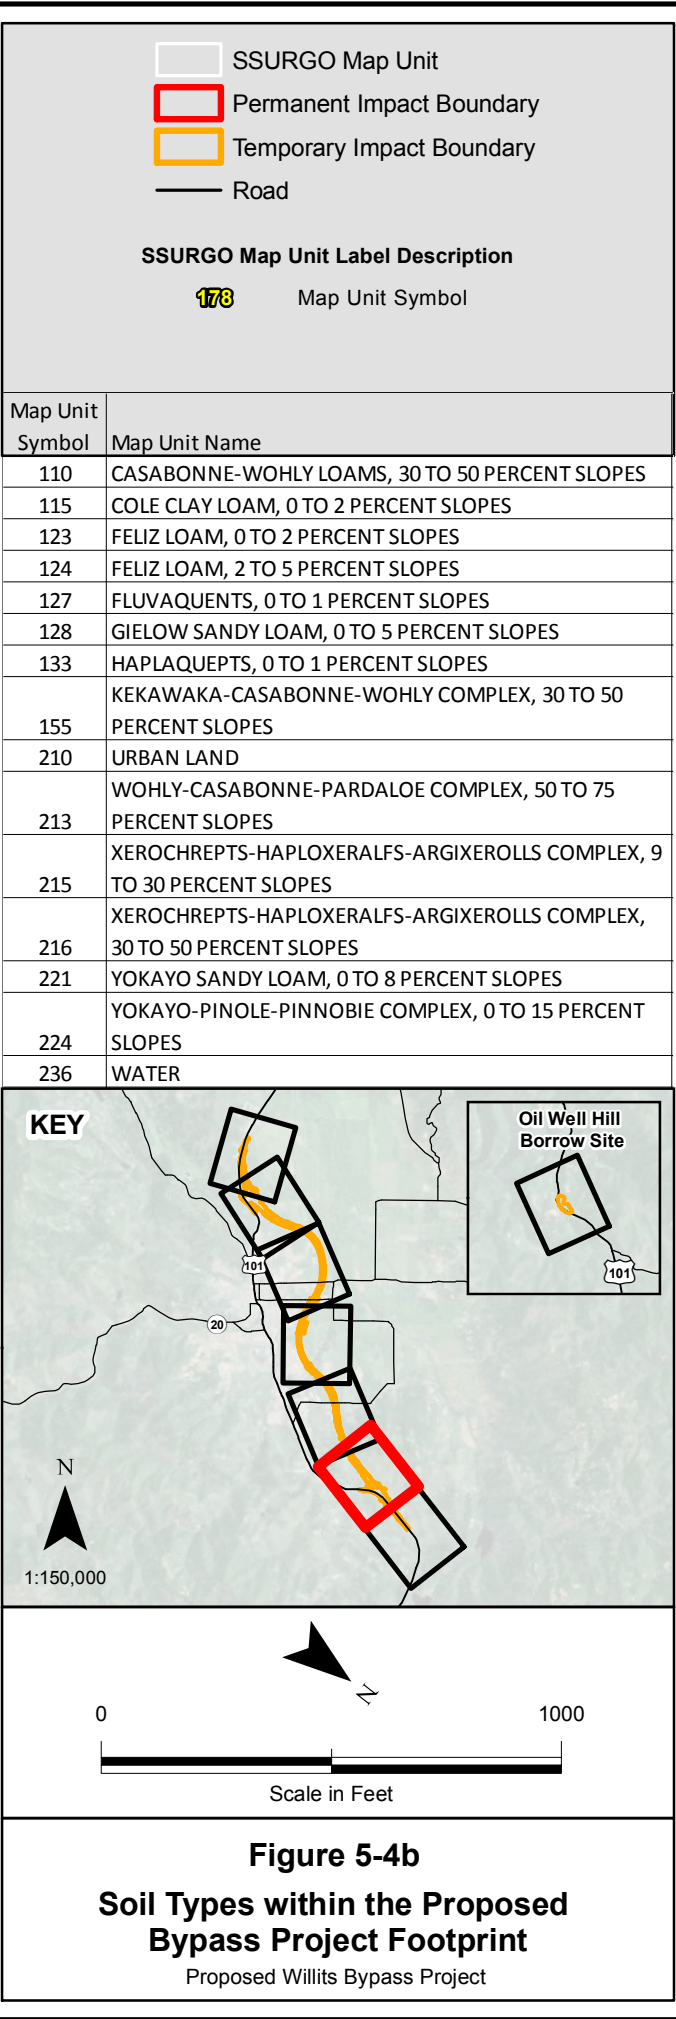 SSURGO Map Unit
Permanent Impact Boundary
Temporary Impact Boundary
Road
SSURGO Map Unit Label Description
178 Map Unit Symbol
Map Unit
Symbol Map Unit Name
110 CASABONNE-WOHLY LOAMS, 30 TO 50 PERCENT SLOPES
115 COLE CLAY LOAM, 0 TO 2 PERCENT SLOPES
123 FELIZ LOAM, 0 TO 2 PERCENT SLOPES
124 FELIZ LOAM, 2 TO 5 PERCENT SLOPES
127 FLUVAQUENTS, 0 TO 1 PERCENT SLOPES
128 GIELOW SANDY LOAM, 0 TO 5 PERCENT SLOPES
133 HAPLAQUEPTS, 0 TO 1 PERCENT SLOPES
KEKAWAKA-CASABONNE-WOHLY COMPLEX, 30 TO 50
155 PERCENT SLOPES
210 URBAN LAND
WOHLY-CASABONNE-PARDALOE COMPLEX, 50 TO 75
213 PERCENT SLOPES
XEROCHREPTS-HAPLOXERALFS-ARGIXEROLLS COMPLEX, 9
215 TO 30 PERCENT SLOPES
XEROCHREPTS-HAPLOXERALFS-ARGIXEROLLS COMPLEX,
216 30 TO 50 PERCENT SLOPES
221 YOKAYO SANDY LOAM, 0 TO 8 PERCENT SLOPES
YOKAYO-PINOLE-PINNOBIE COMPLEX, 0 TO 15 PERCENT
224 SLOPES
236 WATER
KEY
Oil Well Hill
Borrow Site
101
101
20
N
1:150,000
N
0 1000
Scale in Feet
Figure 5-4b
Soil Types within the Proposed
Bypass Project Footprint
Proposed Willits Bypass Project